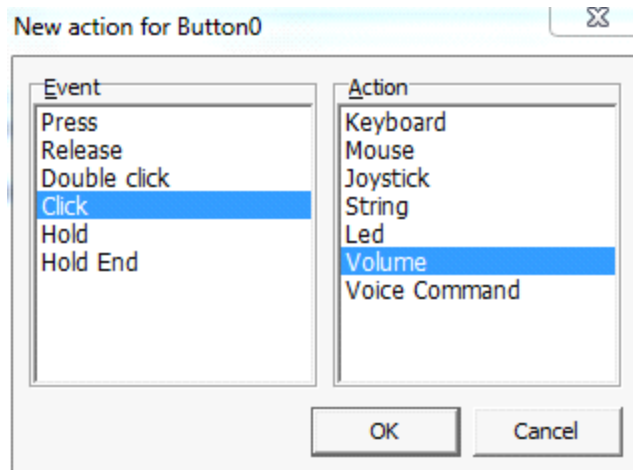 New action for Button0
Event
Press
Release
Double click
Click
Hold
Hold End
Action
Keyboard
Mouse
Joystick
String
Led
Volume
Voice Command
OK
Cancel